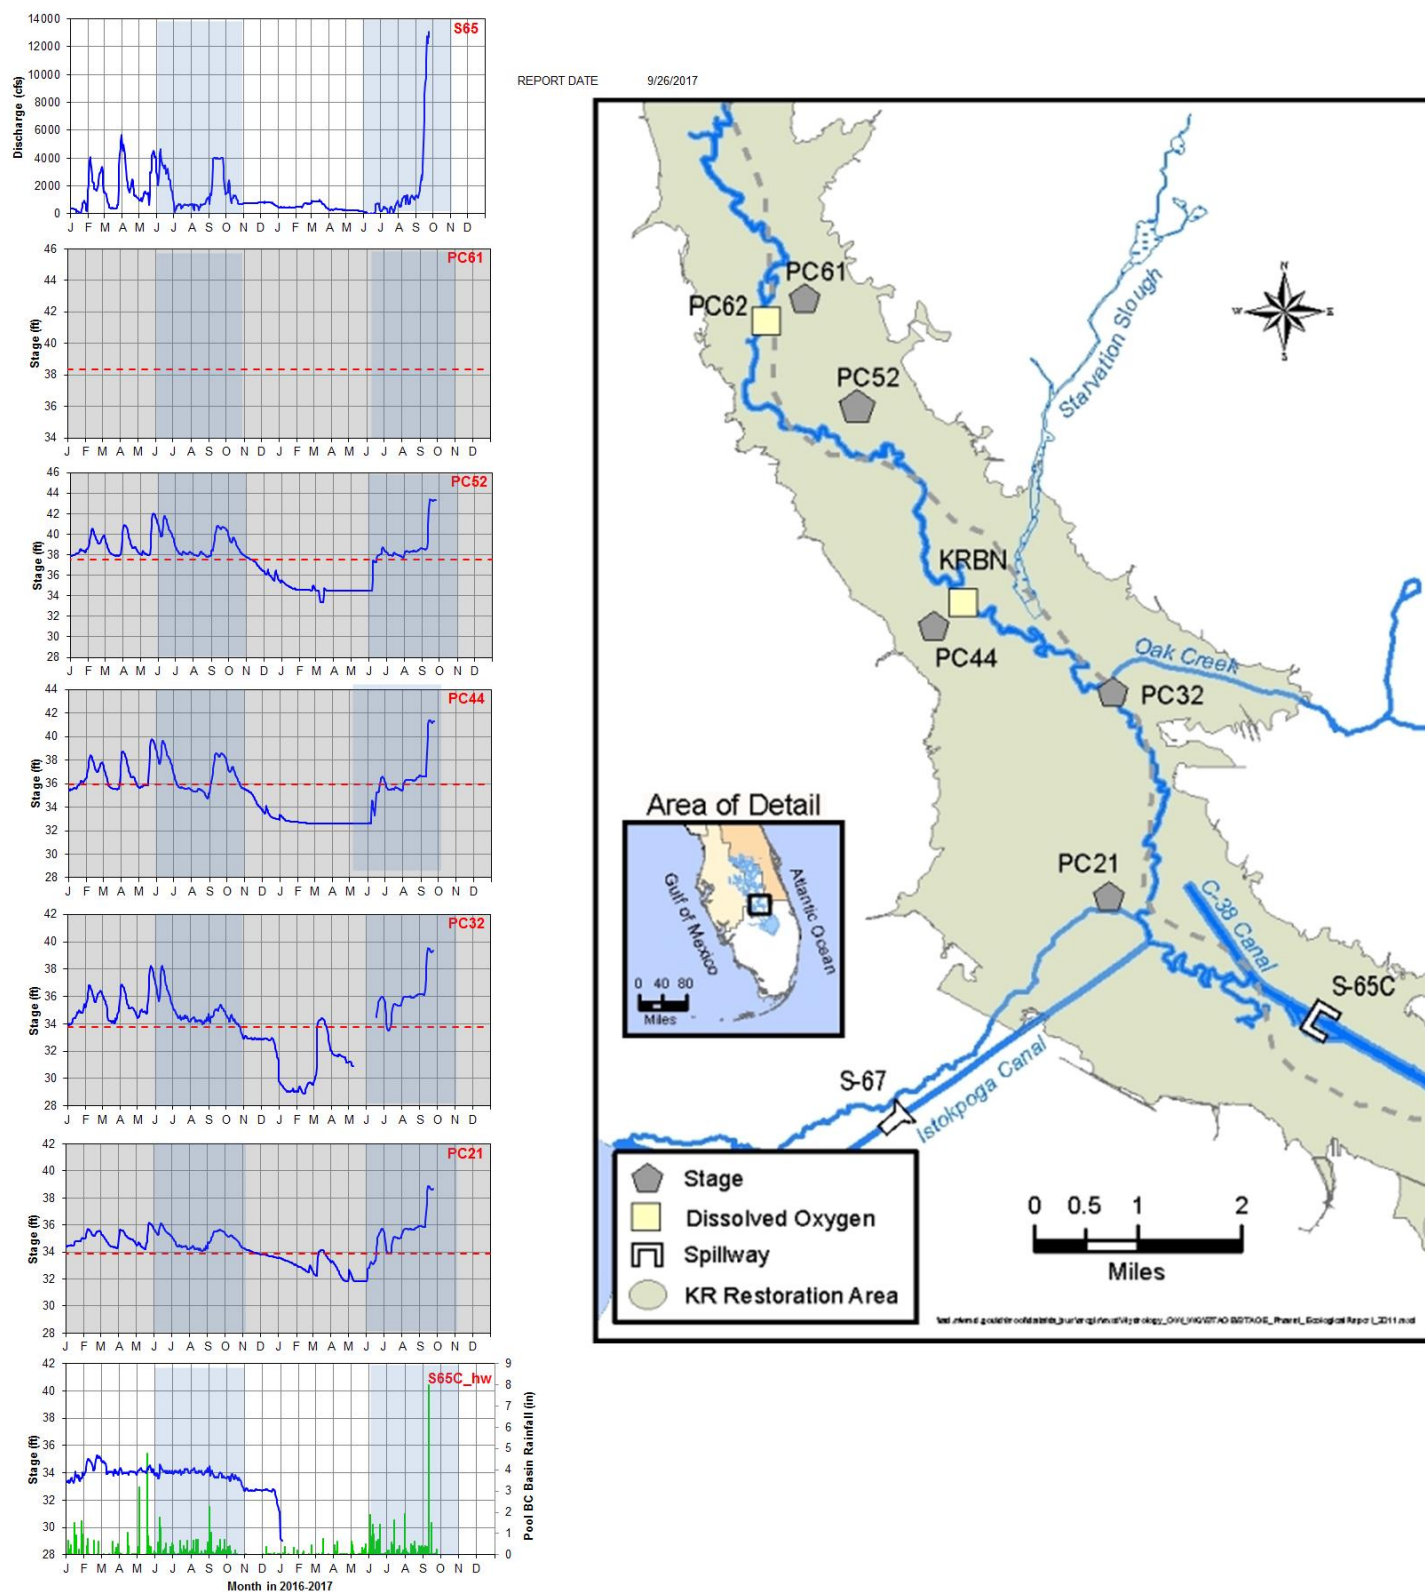 S65
Discharge (cfs)
14000
12000
10000
8000
6000
4000
2000
0
J F M A M J J A S O N D J F M A M J J A S O N D
PC61
Stage (ft)
46
44
42
40
38
36
34
J F M A M J J A S O N D J F M A M J J A S O N D
PC52
Stage (ft)
46
44
42
40
38
36
34
32
30
28
J F M A M J J A S O N D J F M A M J J A S O N D
PC44
Stage (ft)
44
42
40
38
36
34
32
30
28
J F M A M J J A S O N D J F M A M J J A S O N D
PC32
Stage (ft)
42
40
38
36
34
32
30
28
J F M A M J J A S O N D J F M A M J J A S O N D
PC21
Stage (ft)
42
40
38
36
34
32
30
28
J F M A M J J A S O N D J F M A M J J A S O N D
S65C_hw
Stage (ft)
42
40
38
36
34
32
30
28
9
8
7
6
5
4
3
2
1
0
Pool BC Basin Rainfall (in)
J F M A M J J A S O N D J F M A M J J A S O N D
Month in 2016-2017
REPORT DATE 9/26/2017
PC61
PC62
PC52
Starvation Slough
N
W E
S
KRBN
PC44
Oak Creek
PC32
PC21
C-38 Canal
S-65C
Area of Detail
Gulf of Mexico
Atlantic Ocean
0 40 80
Miles
S-67
Istokpoga Canal
Stage
Dissolved Oxygen
Spillway
KR Restoration Area
0 0.5 1 2
Miles